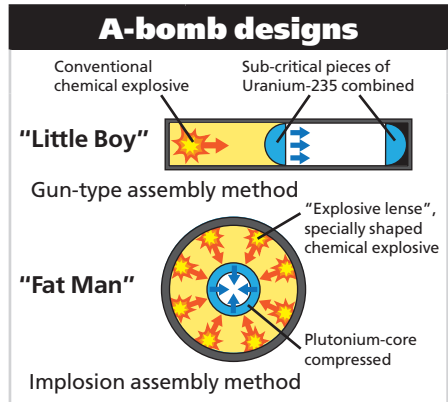 A-bomb designs
Conventional
chemical explosive
Sub-critical pieces of
Uranium-235 combined
"Little Boy"
Gun-type assembly method
"Explosive lense",
specially shaped
chemical explosive
"Fat Man"
Plutonium-core
compressed
Implosion assembly method